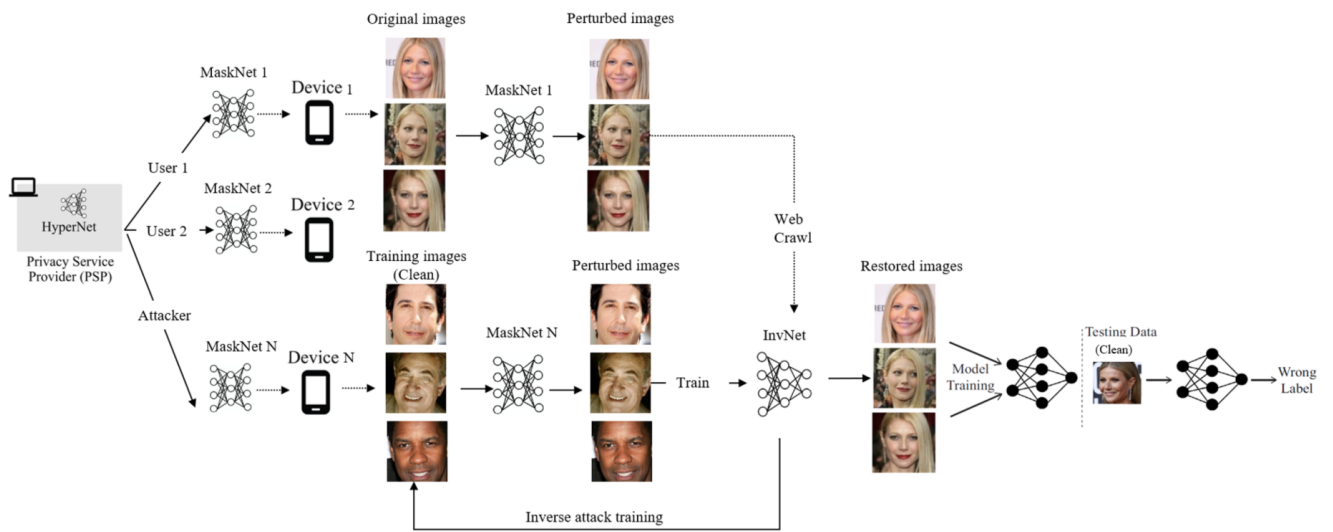 Original images
Perturbed images
MaskNet 1
Device 1
MaskNet 1
User 1
MaskNet 2
Device 2
HyperNet
User 2
Web
Crawl
Privacy Service
Provider (PSP)
Training images
(Clean)
Perturbed images
Restored images
Attacker
MaskNet N
Device N
MaskNet N
InvNet
Testing Data
(Clean)
Train
Model
Training
Wrong
Label
Inverse attack training